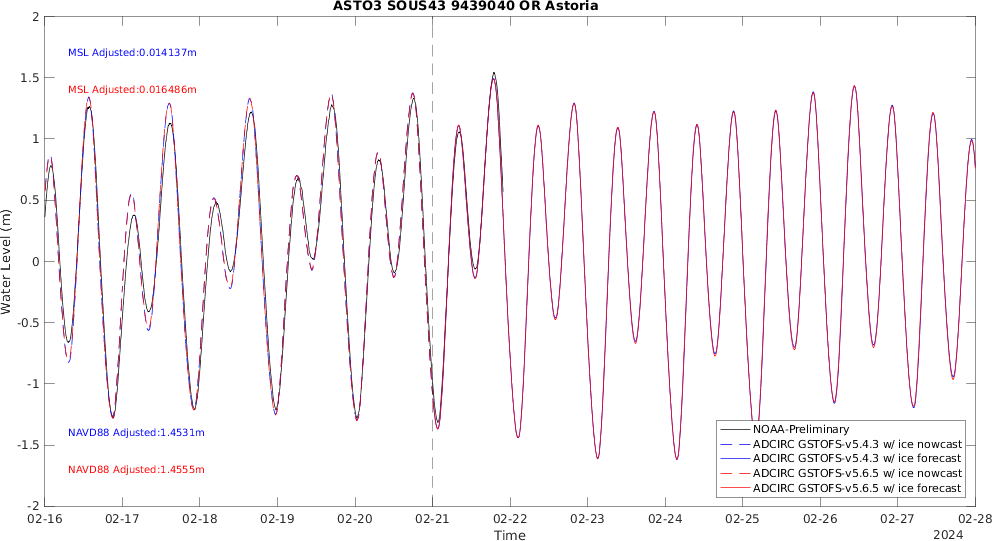 ASTO3 SOUS43 9439040 OR Astoria
2
1.5
1
0.5
0
-0.5
-1
-1.5
-2
Water Level (m)
MSL Adjusted:0.014137m
MSL Adjusted:0.016486m
NAVD88 Adjusted:1.4531m
NAVD88 Adjusted:1.4555m
NOAA-Preliminary
ADCIRC GSTOFS-v5.4.3 w/ ice nowcast
ADCIRC GSTOFS-v5.4.3 w/ ice forecast
ADCIRC GSTOFS-v5.6.5 w/ ice nowcast
ADCIRC GSTOFS-v5.6.5 w/ ice forecast
02-16 02-17 02-18 02-19 02-20 02-21 02-22 02-23 02-24 02-25 02-26 02-27 02-28
Time
2024